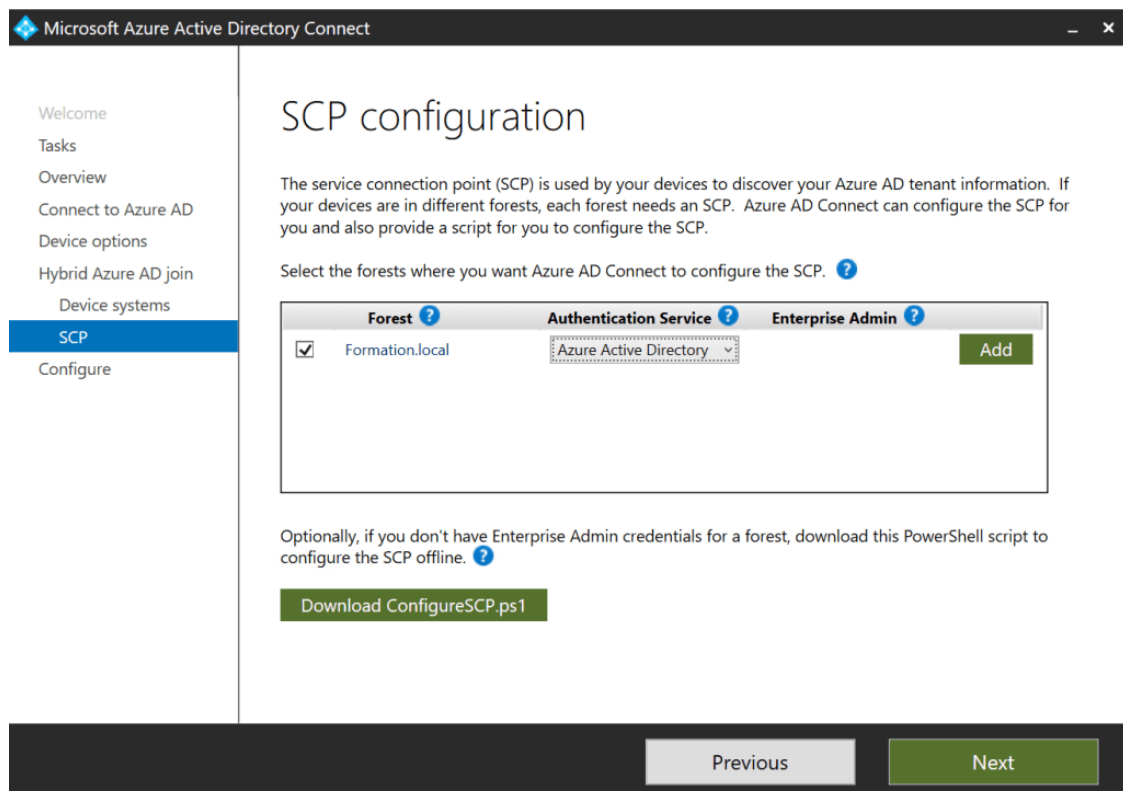 Microsoft Azure Active Directory Connect
Welcome
Tasks
Overview
Connect to Azure AD
Device options
Hybrid Azure AD join
Device systems
SCP
Configure
SCP configuration
The service connection point (SCP) is used by your devices to discover your Azure AD tenant information.  If
your devices are in different forests, each forest needs an SCP.  Azure AD Connect can configure the SCP for
you and also provide a script for you to configure the SCP.
Select the forests where you want Azure AD Connect to configure the SCP. ?
Forest ? Authentication Service ? Enterprise Admin ?
Formation.local Azure Active Directory Add
Optionally, if you don't have Enterprise Admin credentials for a forest, download this PowerShell script to
configure the SCP offline. ?
Download ConfigureSCP.ps1
Previous Next